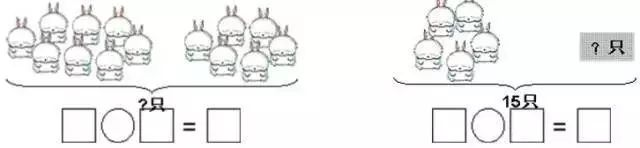 ? 只
?只
15只
=
=